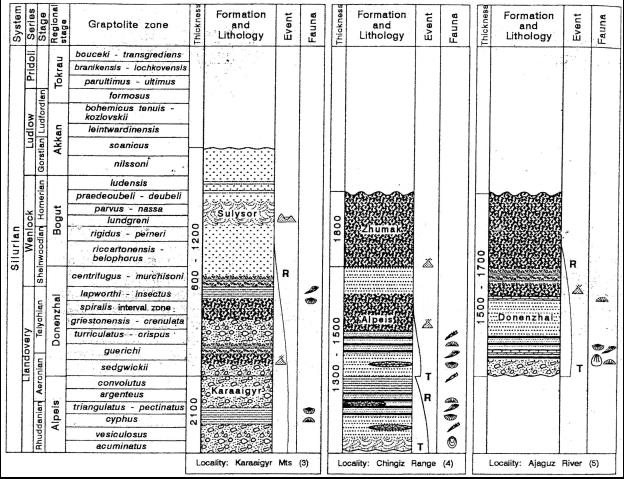 System
Series
Stage
Regional stage
Graptolite zone
Thickness
Formation and Lithology
Event
Fauna
Thickness
Formation and Lithology
Event
Fauna
Thickness
Formation and Lithology
Event
Fauna
Silurian
Pridoli
Ludlow
Wenlock
Llandovery
Ludfordian
Gorstian
Homerian
Sheinwoodian
Telychian
Aeronian
Rhuddanian
Tokrau
Akkan
Bogut
Donenzhal
Alpeis
bouceki - transgrediens
branikensis - lochkovensis
parultimus - ultimus
formosus
bohemicus tenuis -
kozlovskii
leintwardinensis
scanicus
nilssoni
ludensis
praedeoubeli - deubeli
parvus - nassa
lundgreni
rigidus - perneri
riccartonensis -
belophorus
centrifugus - murchisoni
lapworthi - insectus
spiralis interval zone
griestonensis - crenulata
turriculatus - crispus
guerichi
sedgwickii
convolutus
argenteus
triangulatus - pectinatus
cyphus
vesiculosus
acuminatus
800 - 1200
2100
Sulysor
Karaaigyr
R
Locality: Karaaigyr Mts (3)
1800
1300 - 1500
Zhumak
Alpeis
T
R
T
Locality: Chingiz Range (4)
1500 - 1700
Donenzhal
R
T
Locality: Ajaguz River (5)